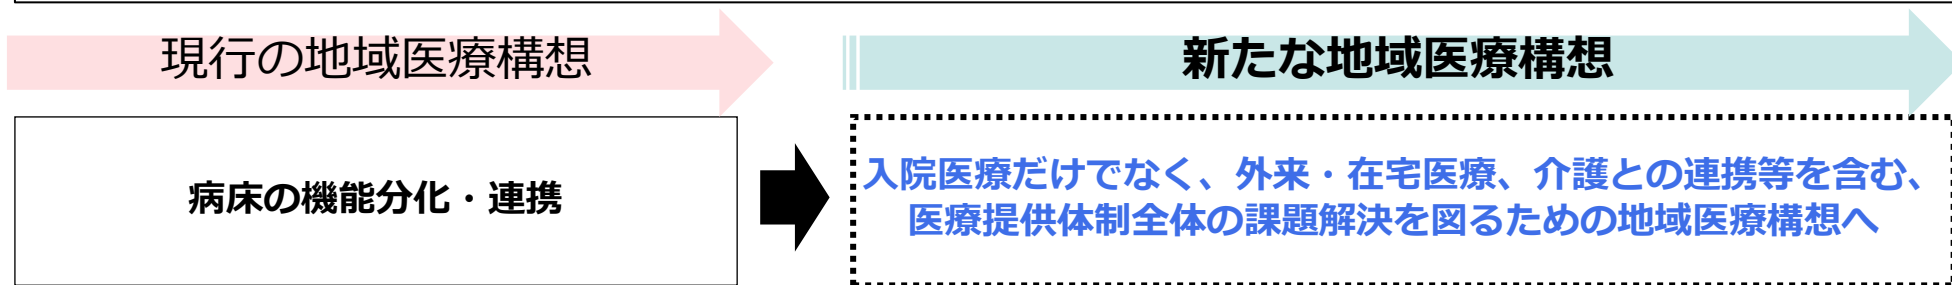 現行の地域医療構想
新たな地域医療構想
病床の機能分化・連携
入院医療だけでなく、外来・在宅医療、介護との連携等を含む、
医療提供体制全体の課題解決を図るための地域医療構想へ